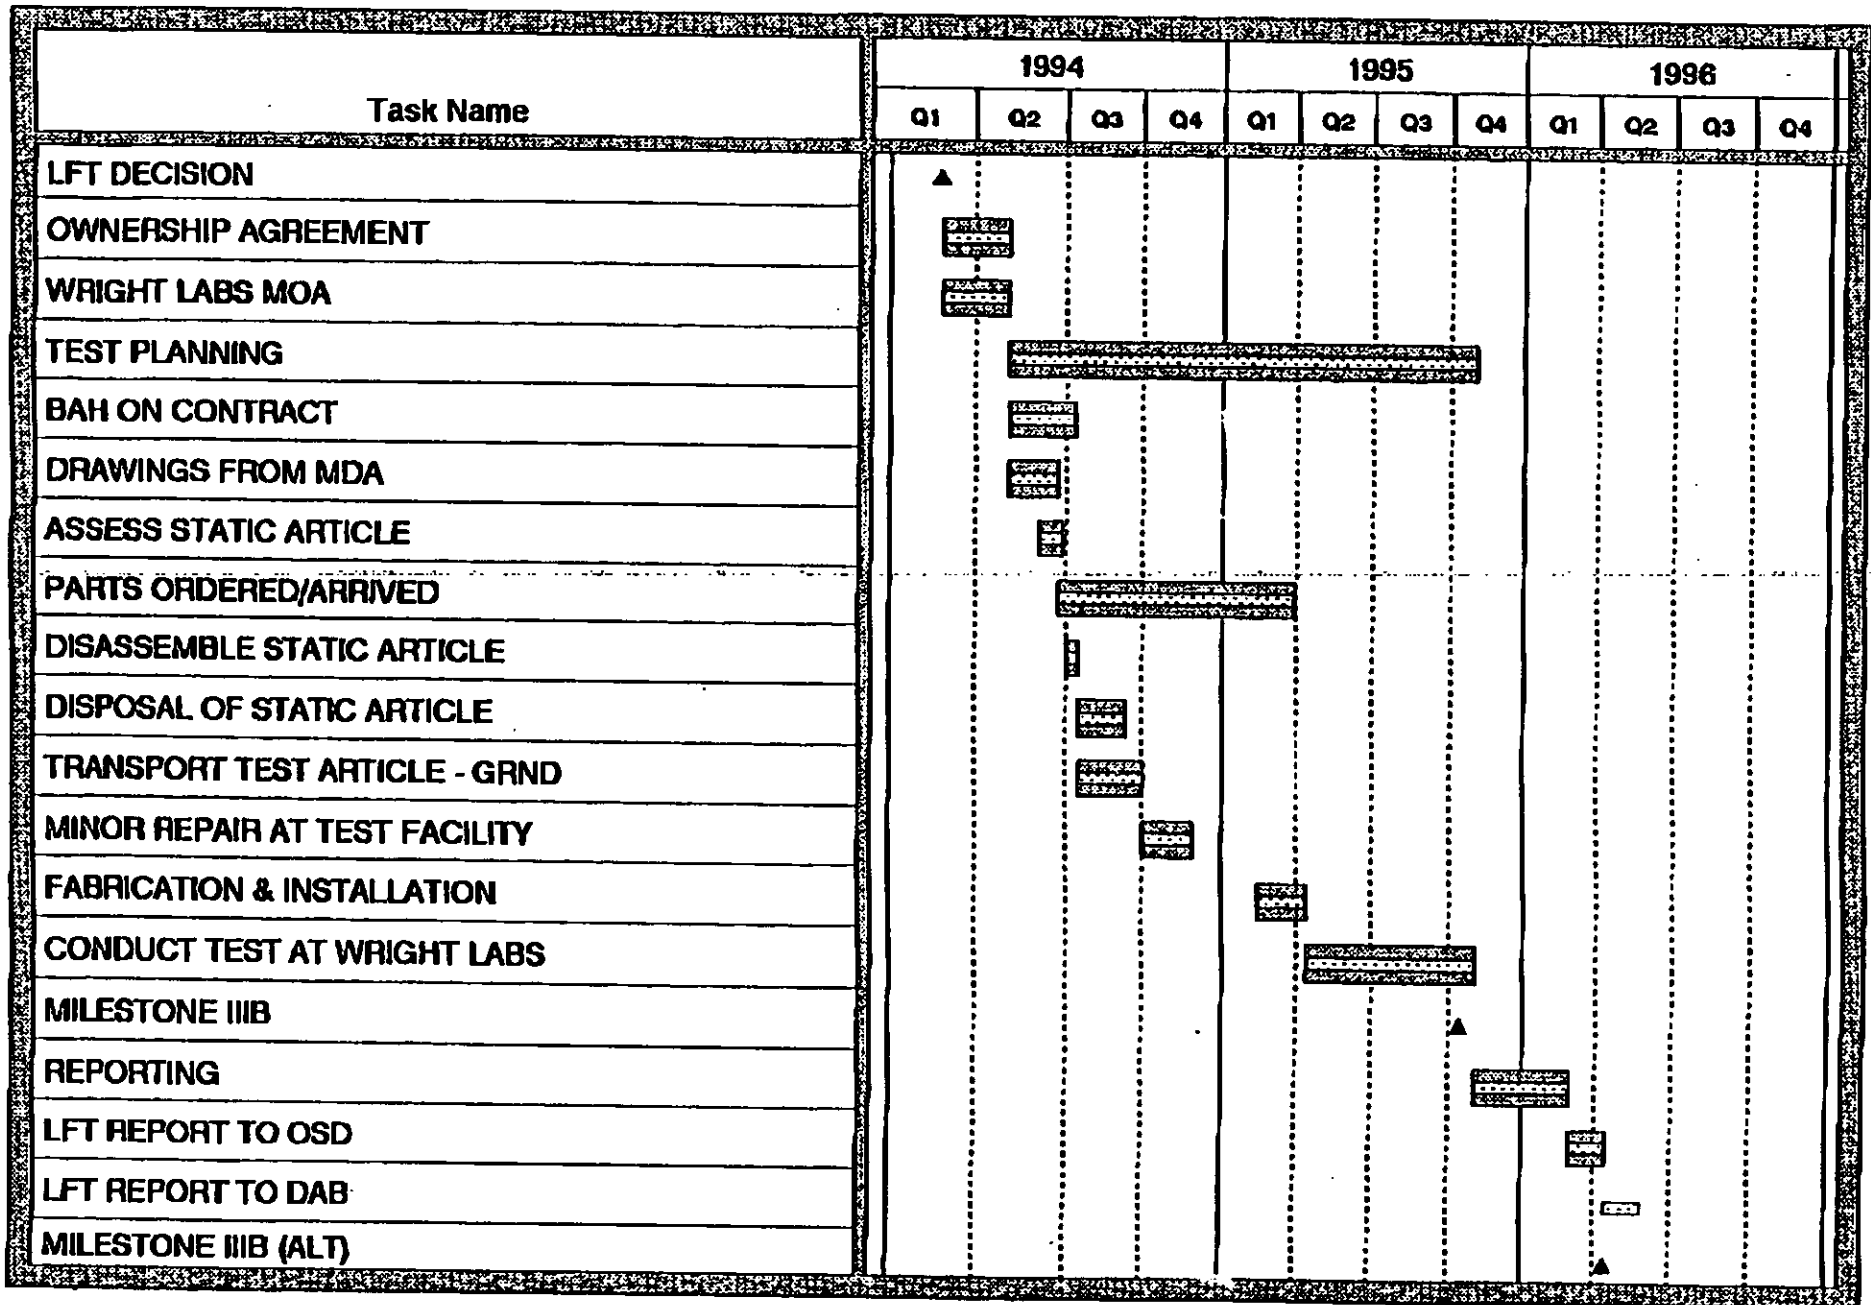 Task Name
1994 1995 1996
Q1 Q2 Q3 Q4 Q1 Q2 Q3 Q4 Q1 Q2 Q3 Q4
LFT DECISION
OWNERSHIP AGREEMENT
WRIGHT LABS MOA
TEST PLANNING
BAH ON CONTRACT
DRAWINGS FROM MDA
ASSESS STATIC ARTICLE
PARTS ORDERED/ARRIVED
DISASSEMBLE STATIC ARTICLE
DISPOSAL OF STATIC ARTICLE
TRANSPORT TEST ARTICLE - GRND
MINOR REPAIR AT TEST FACILITY
FABRICATION & INSTALLATION
CONDUCT TEST AT WRIGHT LABS
MILESTONE IIIB
REPORTING
LFT REPORT TO OSD
LFT REPORT TO DAB
MILESTONE IIIB (ALT)